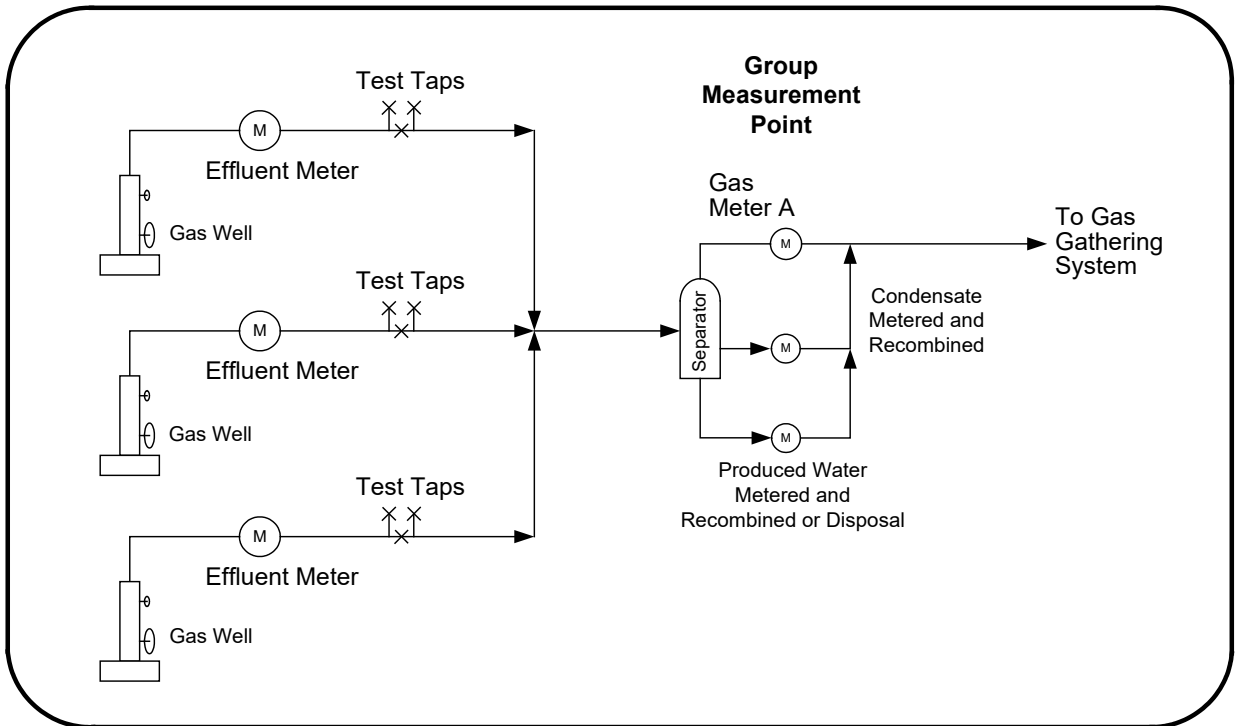 Test Taps
M
Effluent Meter
Gas Well
Test Taps
M
Effluent Meter
Gas Well
Test Taps
M
Effluent Meter
Gas Well
Group
Measurement
Point
Gas
Meter A
M
To Gas
Gathering
System
Separator
M
Condensate
Metered and
Recombined
M
Produced Water
Metered and
Recombined or Disposal